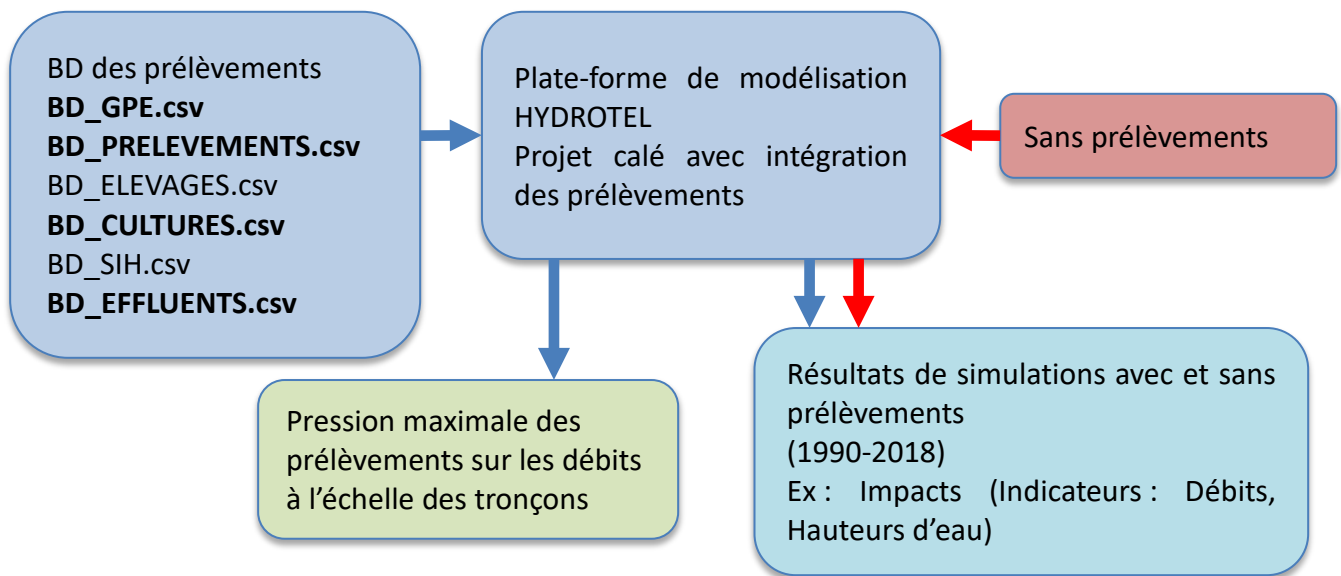 BD des prélèvements
BD_GPE.csv
BD_PRELEVEMENTS.csv
BD_ELEVAGES.csv
BD_CULTURES.csv
BD_SIH.csv
BD_EFFLUENTS.csv
Plate-forme de modélisation
HYDROTEL
Projet calé avec intégration
des prélèvements
Sans prélèvements
Pression maximale des
prélèvements sur les débits
à l’échelle des tronçons
Résultats de simulations avec et sans
prélèvements
(1990-2018)
Ex : Impacts (Indicateurs : Débits,
Hauteurs d’eau)